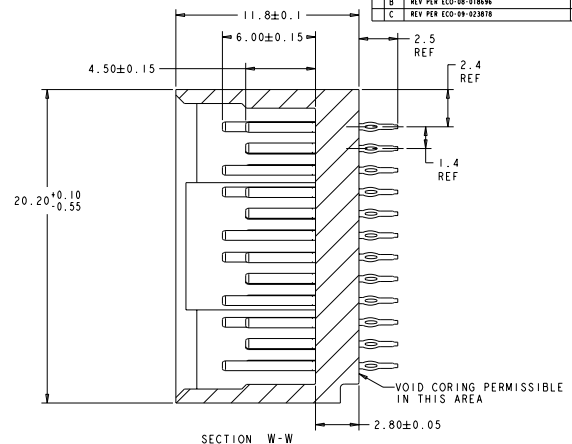 B REV PER ECO-08-018696
C REV PER ECO-09-023878
11.8±0.1
6.00±0.15
2.5
REF
4.50±0.15
2.4
REF
1.4
REF
20.20+0.10
-0.55
VOID CORING PERMISSIBLE
IN THIS AREA
2.80±0.05
SECTION W-W